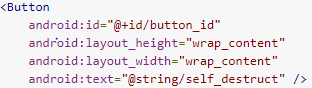 <Button
    android:id="@+id/button_id"
    android:layout_height="wrap_content"
    android:layout_width="wrap_content"
    android:text="@string/self_destruct" />